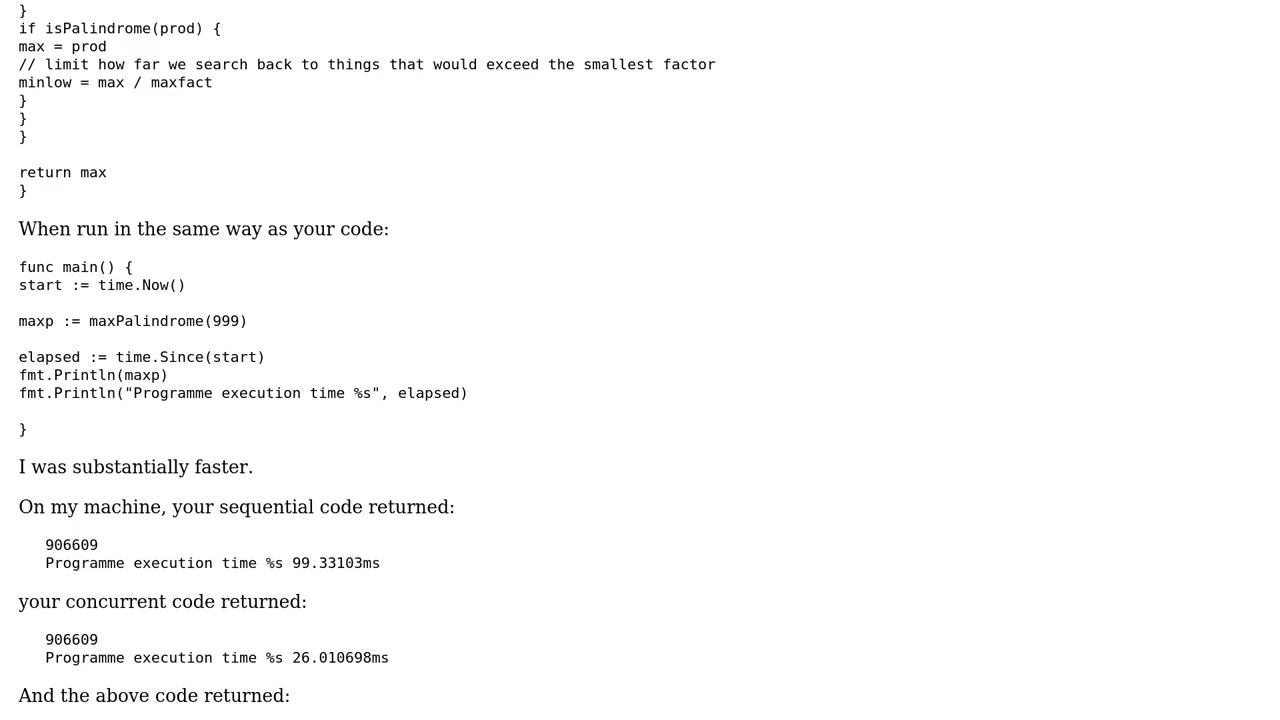 }
if isPalindrome(prod) {
max = prod
// limit how far we search back to things that would exceed the smallest factor
minlow = max / maxfact
}
}
}
return max
}
When run in the same way as your code:
func main() {
start := time.Now()
maxp := maxPalindrome(999)
elapsed := time.Since(start)
fmt.Println(maxp)
fmt.Println("Programme execution time %s", elapsed)
}
I was substantially faster.
On my machine, your sequential code returned:
906609
Programme execution time %s 99.33103ms
your concurrent code returned:
906609
Programme execution time %s 26.010698ms
And the above code returned: